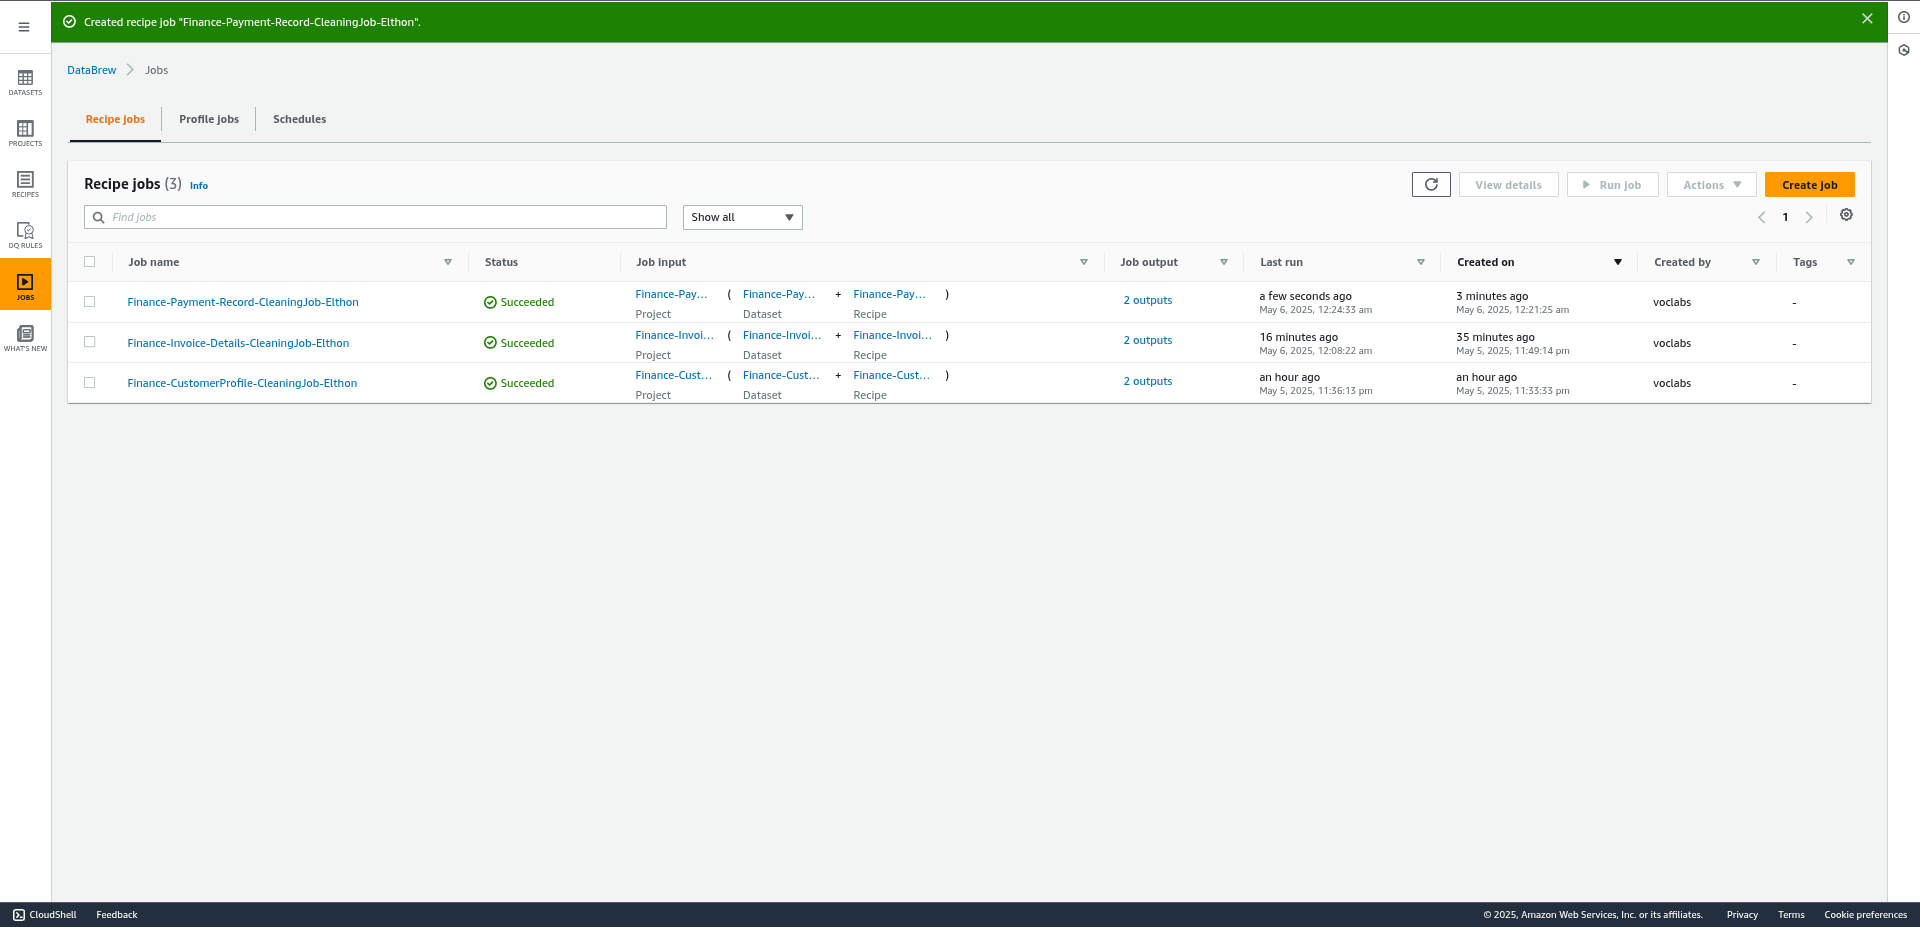 Created recipe job "Finance-Payment-Record-CleaningJob-Elthon".
DataBrew Jobs
DATASETS
PROJECTS
RECIPES
DQ RULES
JOBS
WHAT'S NEW
Recipe jobs Profile jobs Schedules
Recipe jobs (3) Info
View details Run job Actions Create job
Find jobs Show all 1
Job name Status Job input Job output Last run Created on Created by Tags
Finance-Payment-Record-CleaningJob-Elthon Succeeded Finance-Pay... ( Finance-Pay... + Finance-Pay... ) 2 outputs a few seconds ago 3 minutes ago voclabs -
Project Dataset Recipe May 6, 2025, 12:24:33 am May 6, 2025, 12:21:25 am
Finance-Invoice-Details-CleaningJob-Elthon Succeeded Finance-Invoi... ( Finance-Invoi... + Finance-Invoi... ) 2 outputs 16 minutes ago 35 minutes ago voclabs -
Project Dataset Recipe May 6, 2025, 12:08:22 am May 5, 2025, 11:49:14 pm
Finance-CustomerProfile-CleaningJob-Elthon Succeeded Finance-Cust... ( Finance-Cust... + Finance-Cust... ) 2 outputs an hour ago an hour ago voclabs -
Project Dataset Recipe May 5, 2025, 11:36:13 pm May 5, 2025, 11:33:33 pm
CloudShell Feedback © 2025, Amazon Web Services, Inc. or its affiliates. Privacy Terms Cookie preferences